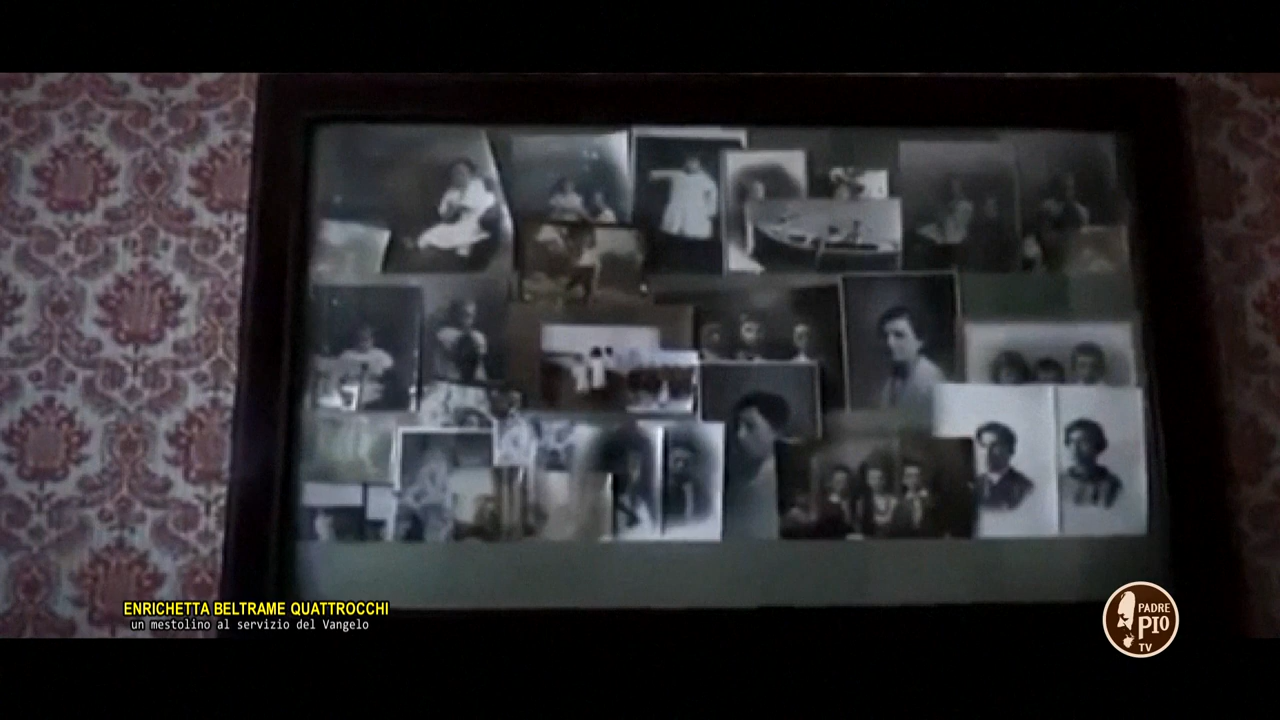 ENRICHETTA BELTRAME QUATTROCCHI
un mestolino al servizio del Vangelo
PADRE
PIO
TV